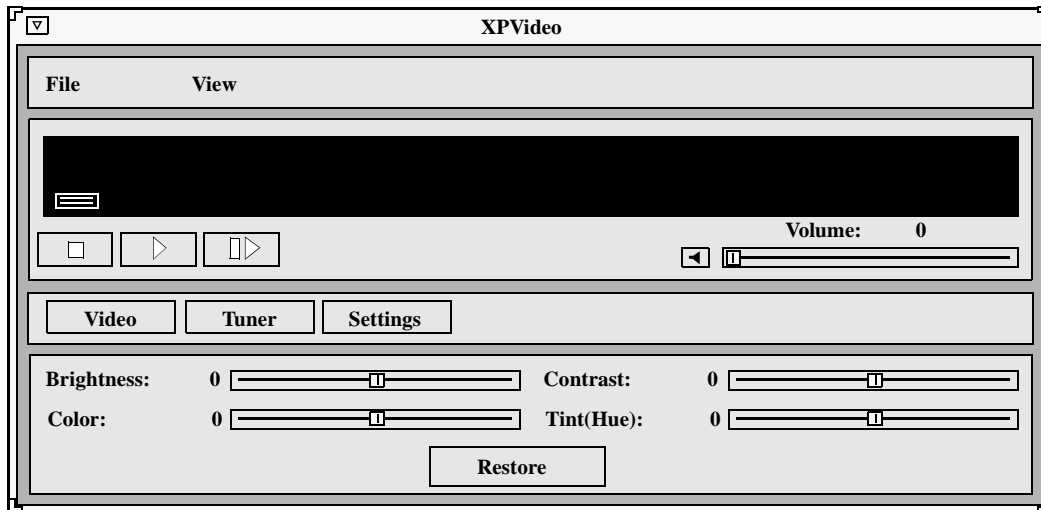 XPVideo
File View
Volume: 0
Video Tuner Settings
Brightness: 0 Contrast: 0
Color: 0 Tint(Hue): 0
Restore